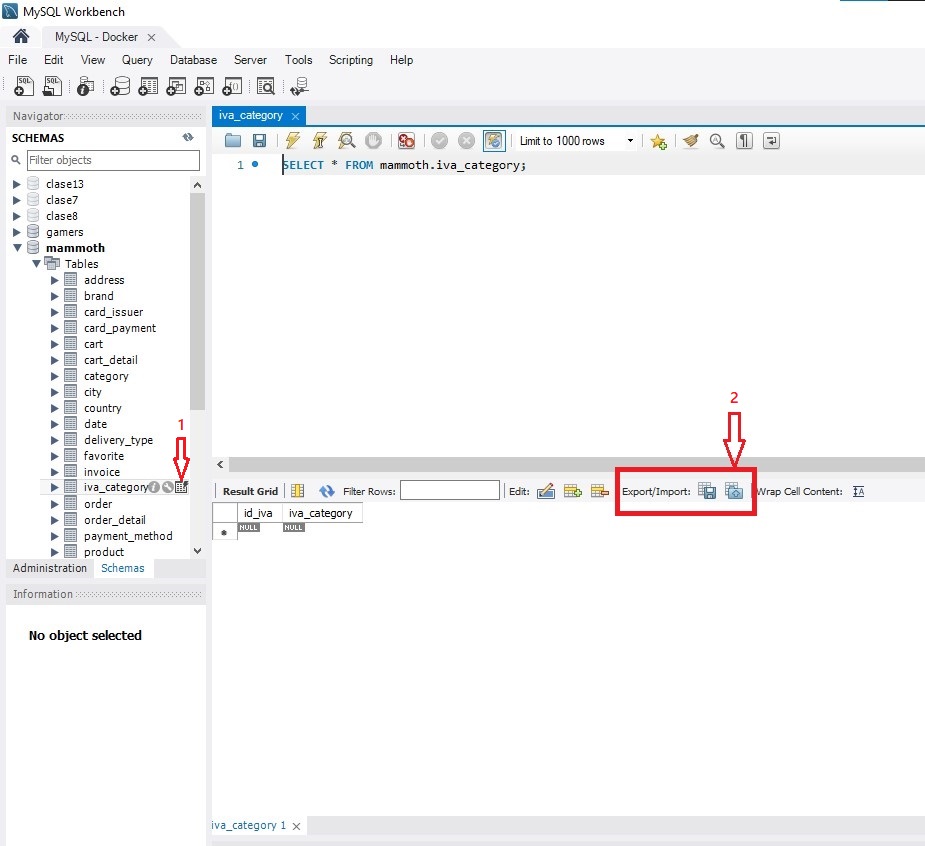 MySQL Workbench
MySQL - Docker
File Edit View Query Database Server Tools Scripting Help
Navigator
SCHEMAS
Filter objects
clase13
clase7
clase8
gamers
mammoth
Tables
address
brand
card_issuer
card_payment
cart
cart_detail
category
city
country
date
delivery_type
favorite
invoice
iva_category
order
order_detail
payment_method
product
1
Administration Schemas
Information
No object selected
iva_category
Limit to 1000 rows
1 SELECT * FROM mammoth.iva_category;
2
Result Grid Filter Rows: Edit: Export/Import: Wrap Cell Content:
id_iva iva_category
NULL NULL
iva_category 1